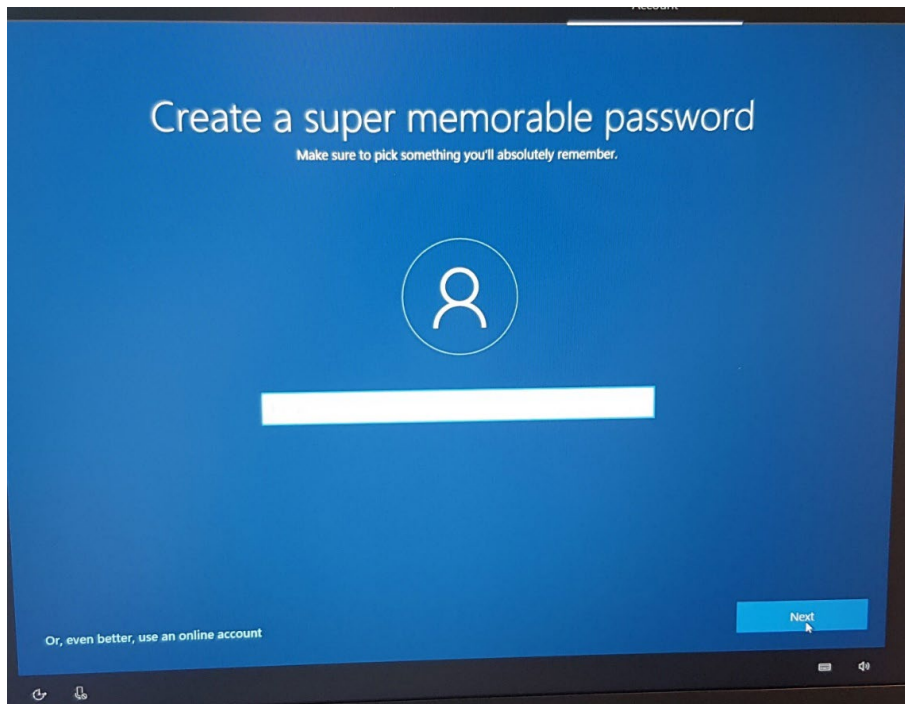 Account
Create a super memorable password
Make sure to pick something you'll absolutely remember.
Next
Or, even better, use an online account